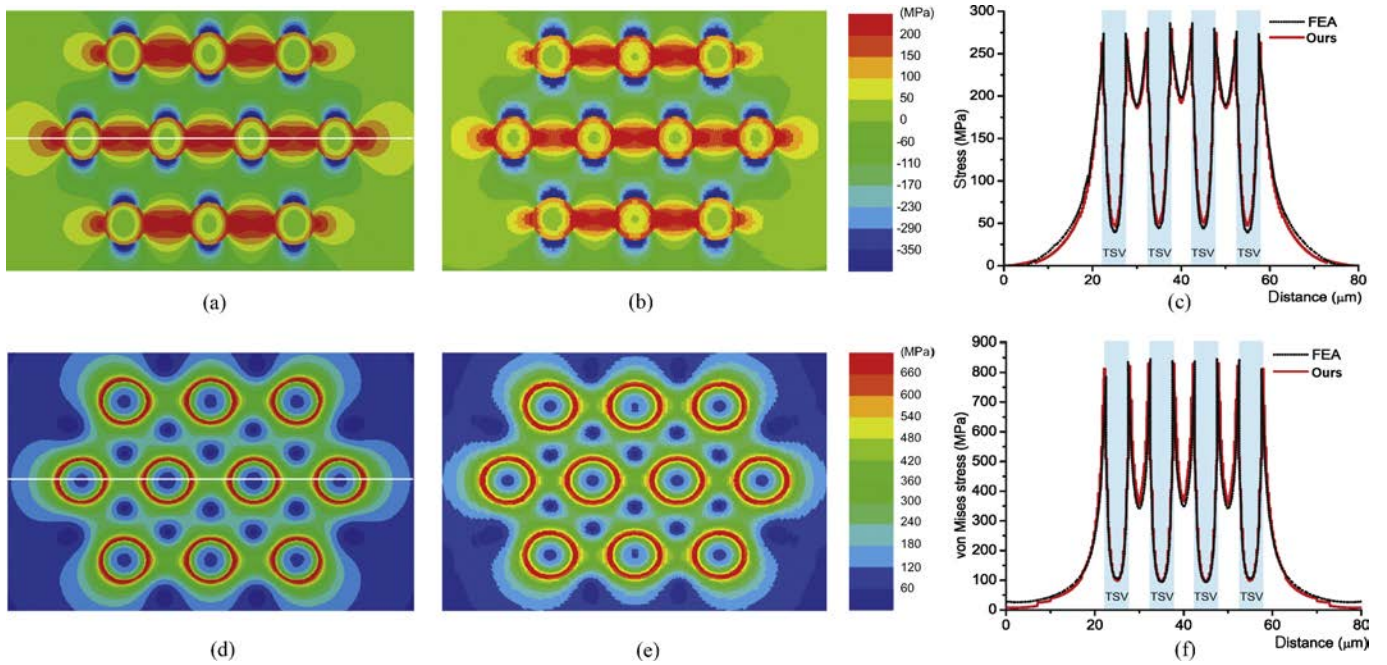 (MPa)
200
150
100
50
0
-60
-110
-170
-230
-290
-350
(a)
(b)
Stress (MPa)
300
250
200
150
100
50
0
FEA
Ours
TSV TSV TSV TSV
0 20 40 60 80
Distance (μm)
(c)
(MPa)
660
600
540
480
420
360
300
240
180
120
60
(d)
(e)
von Mises stress (MPa)
900
800
700
600
500
400
300
200
100
0
FEA
Ours
TSV TSV TSV TSV
0 20 40 60 80
Distance (μm)
(f)